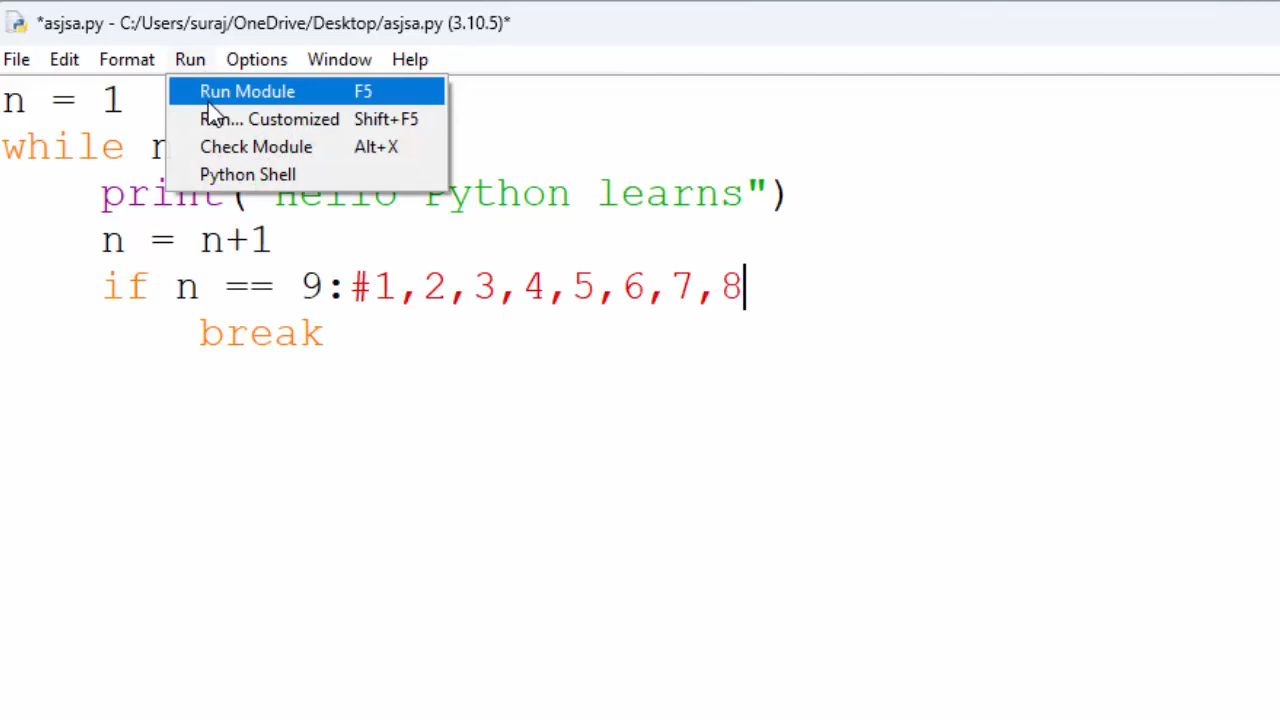 *asjsa.py - C:/Users/suraj/OneDrive/Desktop/asjsa.py (3.10.5)*
File Edit Format Run Options Window Help
n = 1
Run Module F5
Run... Customized Shift+F5
while n
Check Module Alt+X
Python Shell
print("Hello Python learns")
n = n+1
if n == 9:#1,2,3,4,5,6,7,8
break